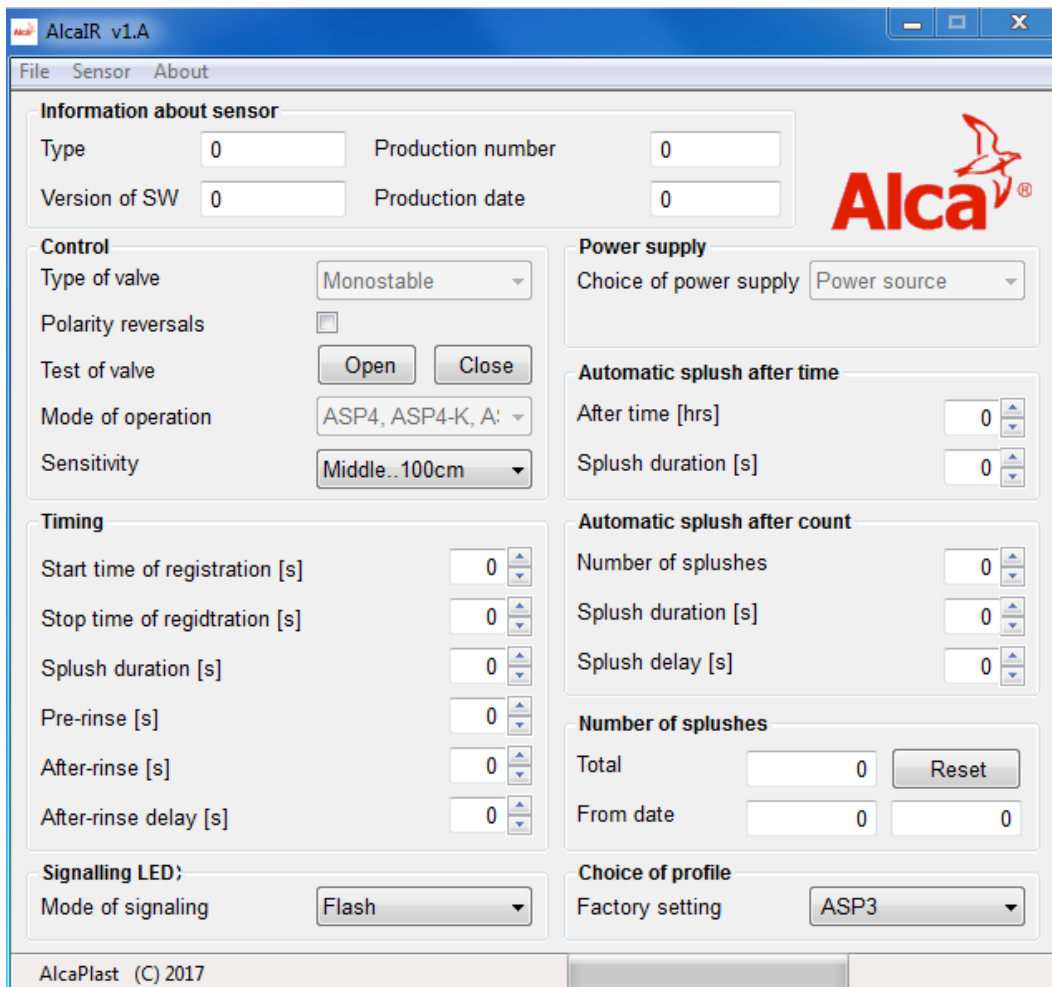 Alca AlcaIR v1.A
File Sensor About
Information about sensor
Type 0 Production number 0
Version of SW 0 Production date 0
Alca ®
Control
Type of valve Monostable
Polarity reversals
Test of valve Open Close
Mode of operation ASP4, ASP4-K, A
Sensitivity Middle..100cm
Power supply
Choice of power supply Power source
Automatic splush after time
After time [hrs] 0
Splush duration [s] 0
Timing
Start time of registration [s] 0
Stop time of regidtration [s] 0
Splush duration [s] 0
Pre-rinse [s] 0
After-rinse [s] 0
After-rinse delay [s] 0
Automatic splush after count
Number of splushes 0
Splush duration [s] 0
Splush delay [s] 0
Number of splushes
Total 0 Reset
From date 0 0
Signalling LED
Mode of signaling Flash
Choice of profile
Factory setting ASP3
AlcaPlast (C) 2017